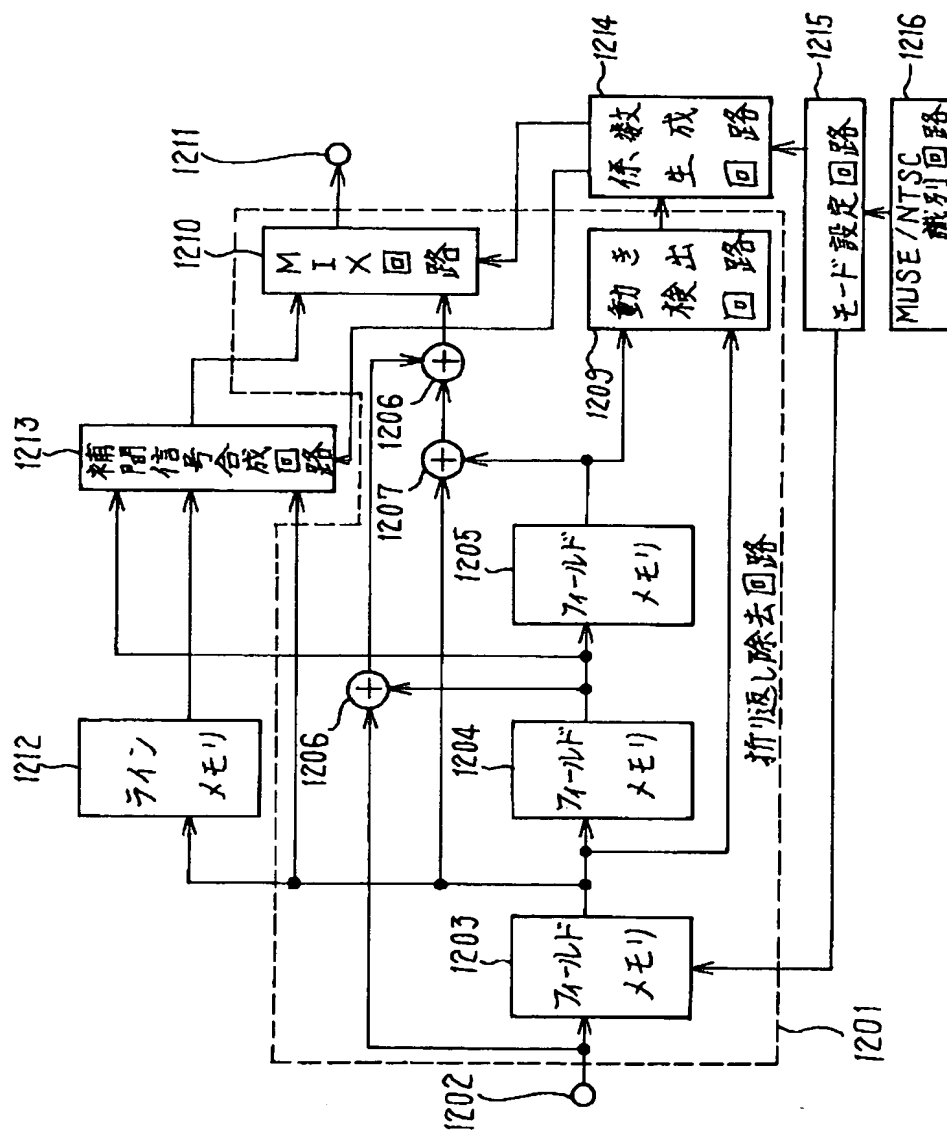 1211
1210
MIX回路
1213
補間信号合成回路
1206
1207
1214
係数
生成
回路
1209
動き
検出
回路
1215
モード設定回路
1216
MUSE/NTSC
識別回路
1212
ライン
メモリ
1206
1205
フィールド
メモリ
1204
フィールド
メモリ
折り返し除去回路
1203
フィールド
メモリ
1202
1201